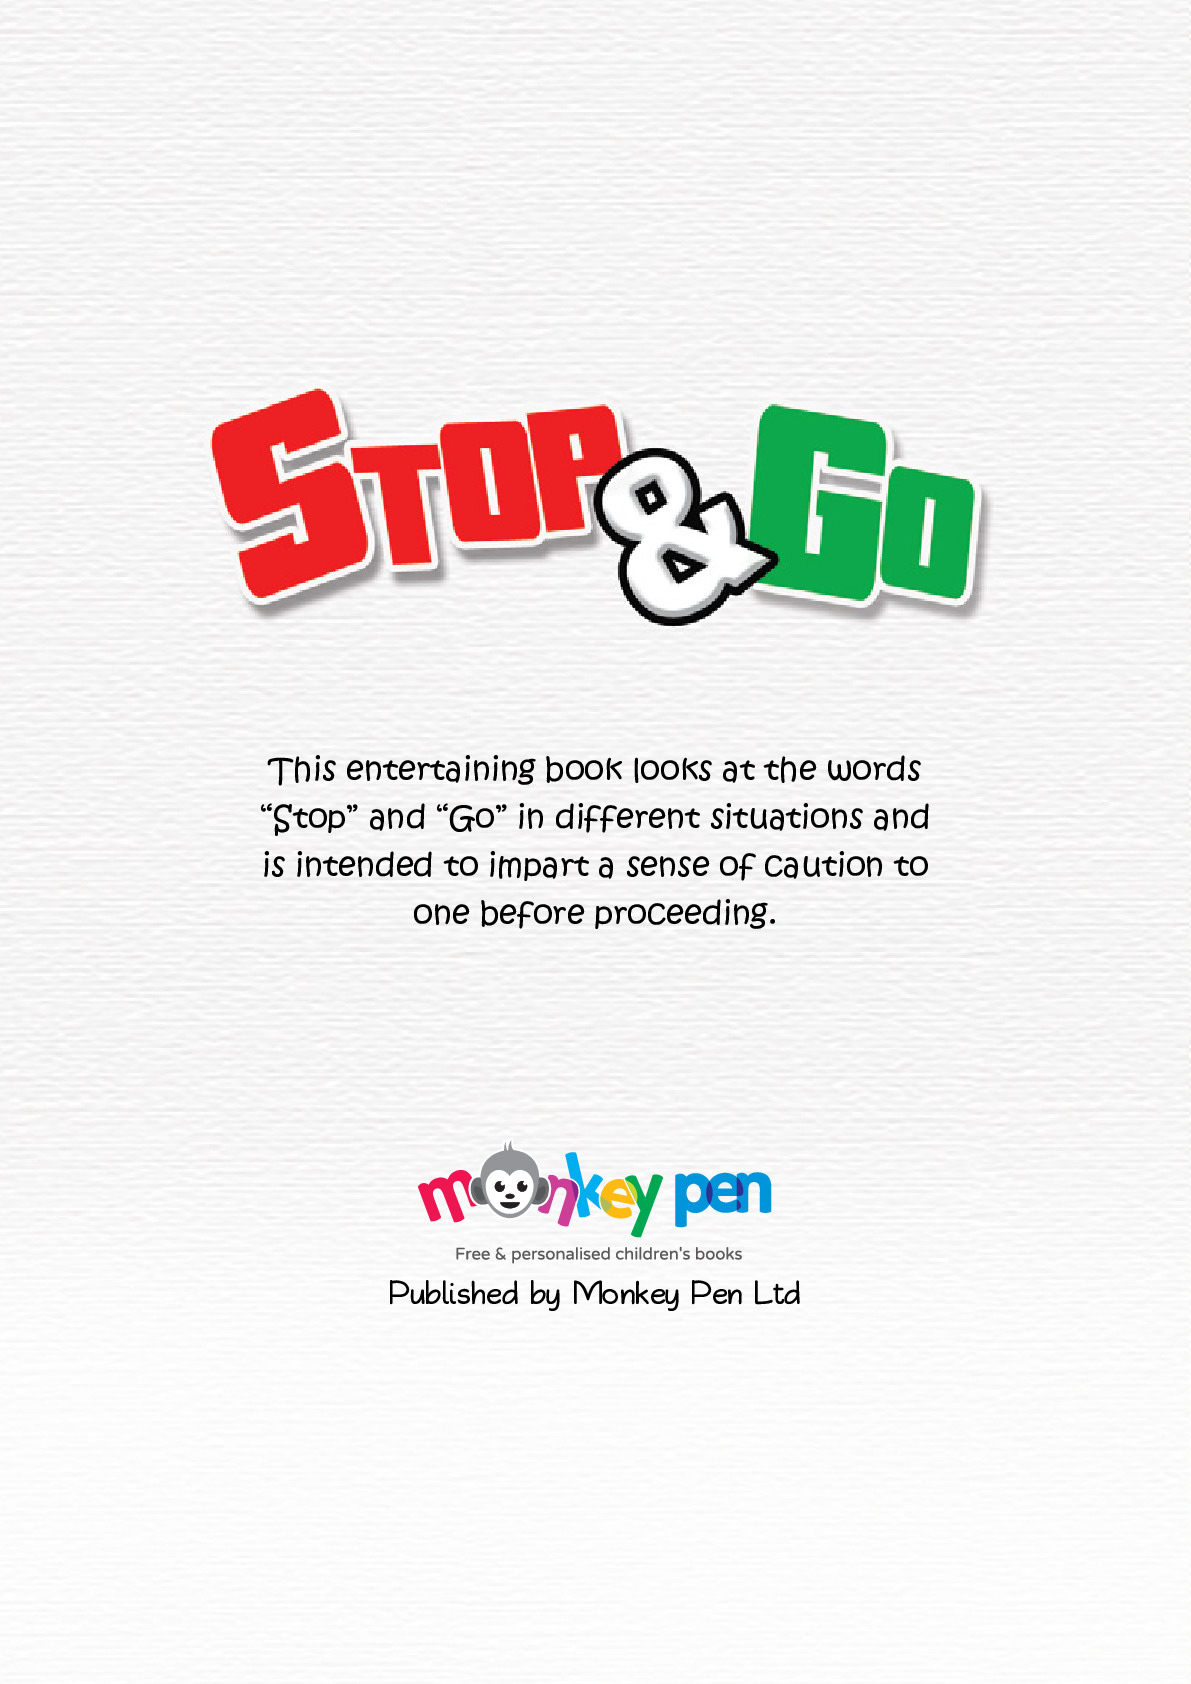 Stop & Go
This entertaining book looks at the words
“Stop” and “Go” in different situations and
is intended to impart a sense of caution to
one before proceeding.
monkey pen
Free & personalised children's books
Published by Monkey Pen Ltd